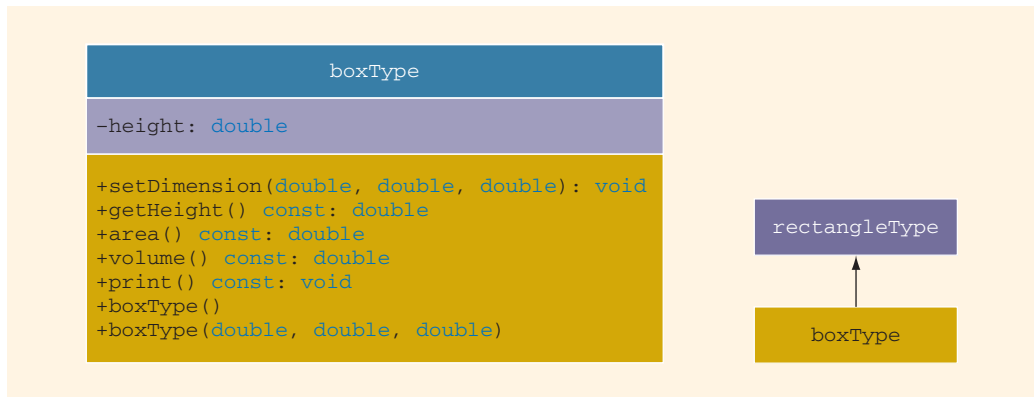 boxType
-height: double
+setDimension(double, double, double): void
+getHeight() const: double
+area() const: double
+volume() const: double
+print() const: void
+boxType()
+boxType(double, double, double)
rectangleType
boxType